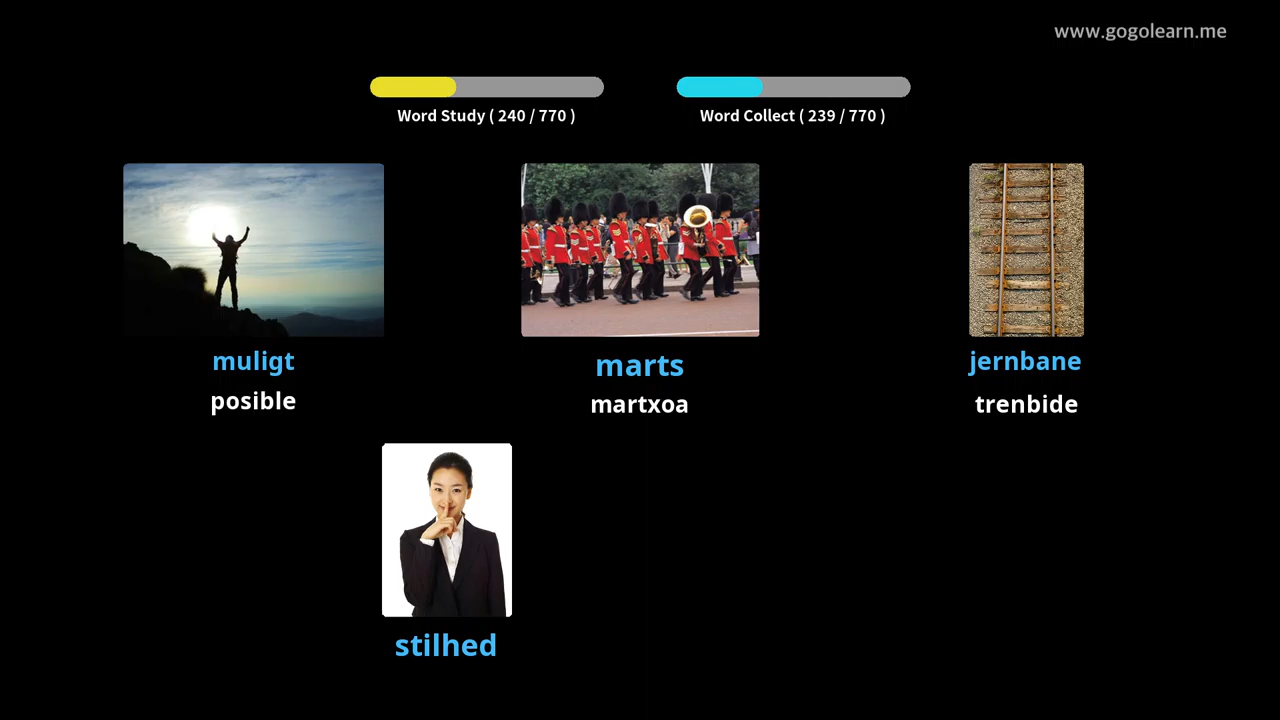 www.gogolearn.me
Word Study ( 240 / 770 )
Word Collect ( 239 / 770 )
muligt
marts
jernbane
posible
martxoa
trenbide
stilhed